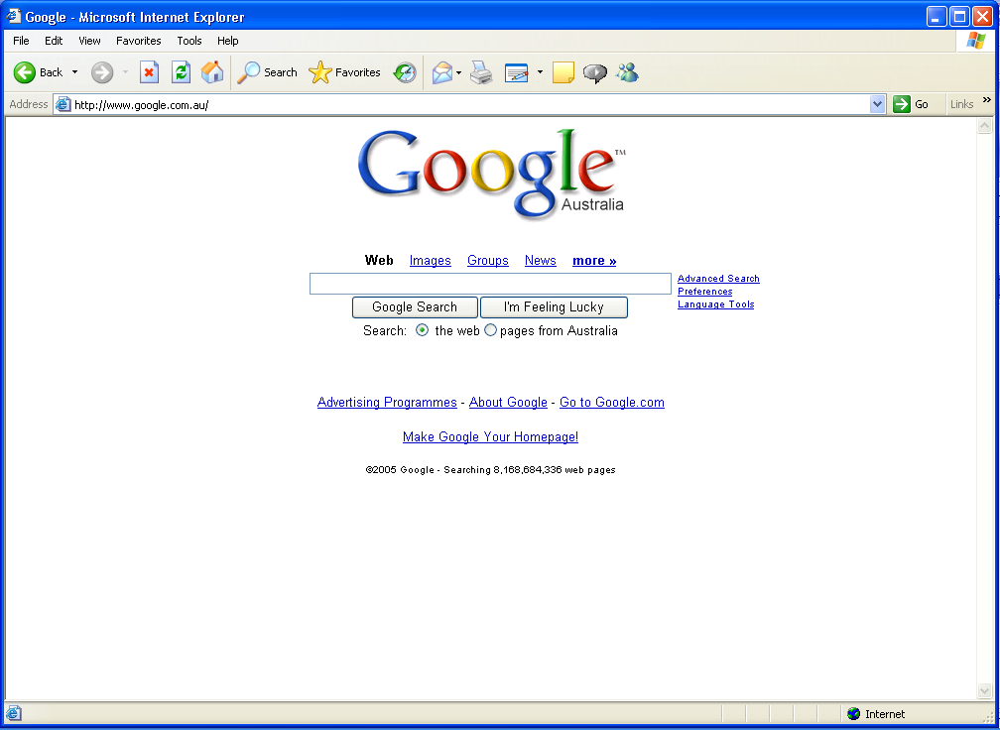 Google - Microsoft Internet Explorer
File Edit View Favorites Tools Help
Back Search Favorites
Address http://www.google.com.au/ Go Links »
Google™
Australia
Web Images Groups News more »
Advanced Search
Preferences
Language Tools
Google Search I'm Feeling Lucky
Search: the web pages from Australia
Advertising Programmes - About Google - Go to Google.com
Make Google Your Homepage!
©2005 Google - Searching 8,168,684,336 web pages
Internet